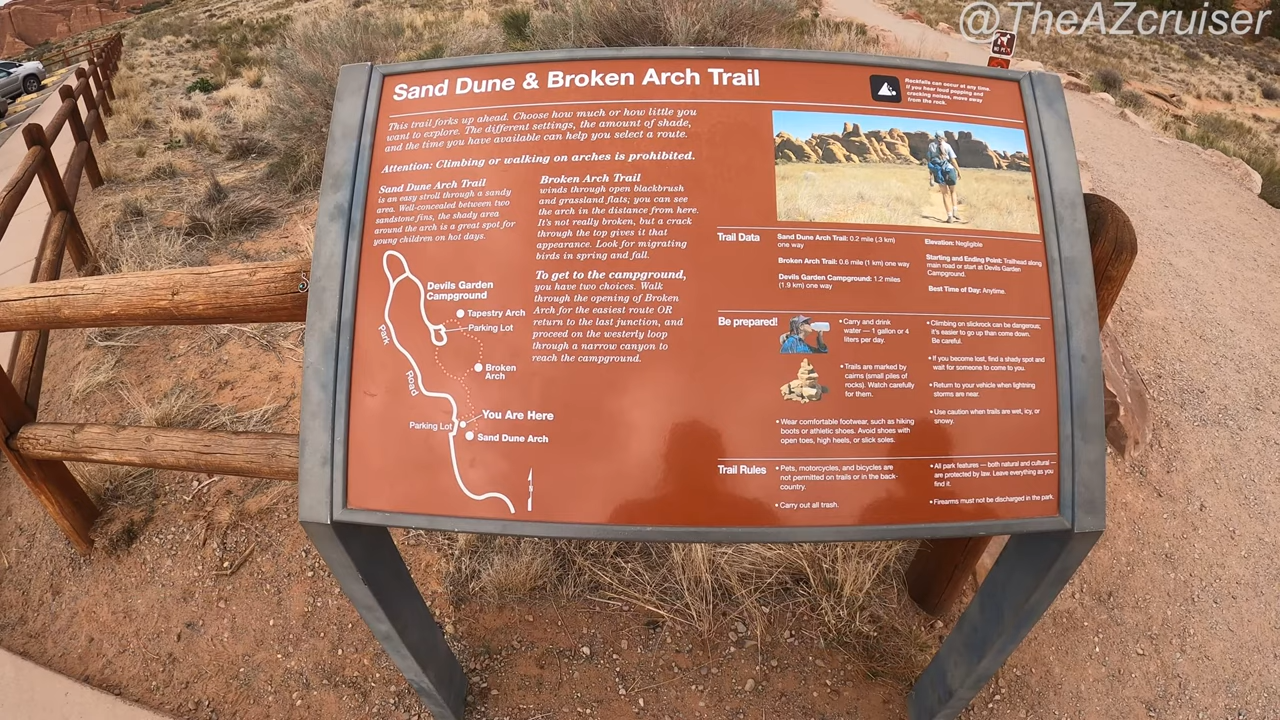 @TheAZcruiser
Sand Dune & Broken Arch Trail
Rockfalls can occur at any time.
If you hear loud popping and
cracking noises, move away
from the rock.
This trail forks up ahead. Choose how much or how little you
want to explore. The different settings, the amount of shade,
and the time you have available can help you select a route.
Attention: Climbing or walking on arches is prohibited.
Sand Dune Arch Trail
is an easy stroll through a sandy
area. Well-concealed between two
sandstone fins, the shady area
around the arch is a great spot for
young children on hot days.
Broken Arch Trail
winds through open blackbrush
and grassland flats; you can see
the arch in the distance from here.
It's not really broken, but a crack
through the top gives it that
appearance. Look for migrating
birds in spring and fall.
To get to the campground,
you have two choices. Walk
through the opening of Broken
Arch for the easiest route OR
return to the last junction, and
proceed on the westerly loop
through a narrow canyon to
reach the campground.
Devils Garden
Campground
Tapestry Arch
Parking Lot
Park
Road
Broken
Arch
You Are Here
Parking Lot
Sand Dune Arch
Trail Data
Sand Dune Arch Trail: 0.2 mile (.3 km)
one way
Broken Arch Trail: 0.6 mile (1 km) one way
Devils Garden Campground: 1.2 miles
(1.9 km) one way
Elevation: Negligible
Starting and Ending Point: Trailhead along
main road or start at Devils Garden
Campground.
Best Time of Day: Anytime.
Be prepared!
• Carry and drink
water — 1 gallon or 4
liters per day.
• Trails are marked by
cairns (small piles of
rocks). Watch carefully
for them.
• Wear comfortable footwear, such as hiking
boots or athletic shoes. Avoid shoes with
open toes, high heels, or slick soles.
• Climbing on slickrock can be dangerous;
it's easier to go up than come down.
Be careful.
• If you become lost, find a shady spot and
wait for someone to come to you.
• Return to your vehicle when lightning
storms are near.
• Use caution when trails are wet, icy, or
snowy.
Trail Rules
• Pets, motorcycles, and bicycles are
not permitted on trails or in the back-
country.
• Carry out all trash.
• All park features — both natural and cultural —
are protected by law. Leave everything as you
find it.
• Firearms must not be discharged in the park.